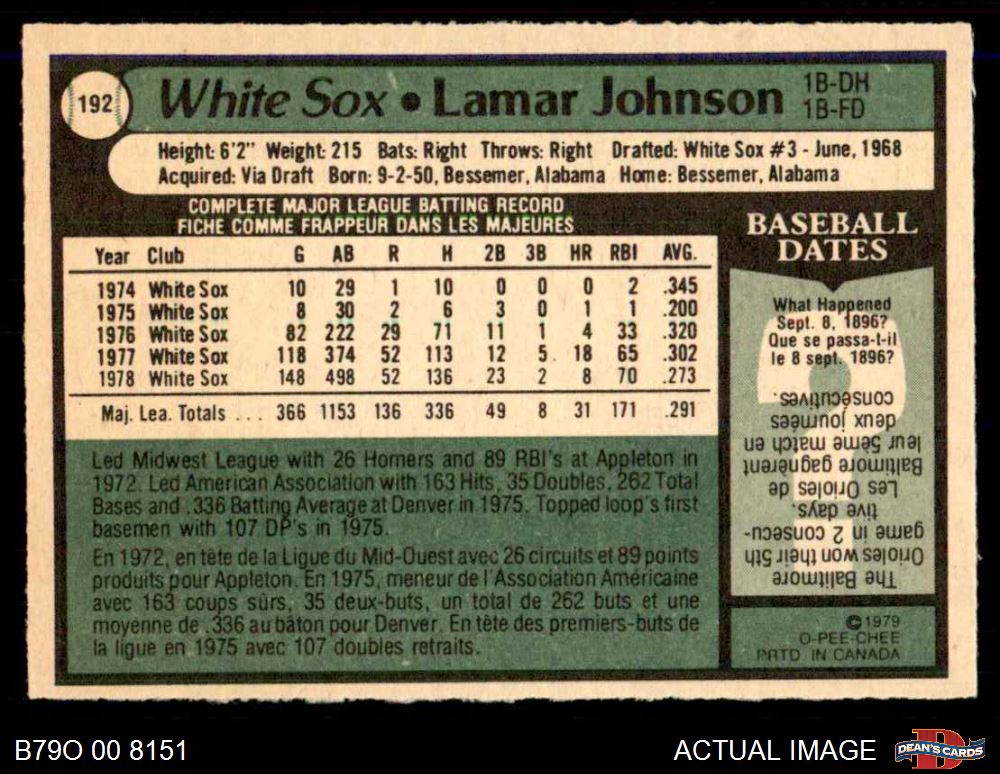 192
White Sox • Lamar Johnson
1B-DH
1B-FD
Height: 6'2" Weight: 215 Bats: Right Throws: Right Drafted: White Sox #3 - June, 1968
Acquired: Via Draft Born: 9-2-50, Bessemer, Alabama Home: Bessemer, Alabama
COMPLETE MAJOR LEAGUE BATTING RECORD
FICHE COMME FRAPPEUR DANS LES MAJEURES
Year Club G AB R H 2B 3B HR RBI AVG.
1974 White Sox 10 29 1 10 0 0 0 2 .345
1975 White Sox 8 30 2 6 3 0 1 1 .200
1976 White Sox 82 222 29 71 11 1 4 33 .320
1977 White Sox 118 374 52 113 12 5 18 65 .302
1978 White Sox 148 498 52 136 23 2 8 70 .273
Maj. Lea. Totals ... 366 1153 136 336 49 8 31 171 .291
Led Midwest League with 26 Homers and 89 RBI's at Appleton in
1972. Led American Association with 163 Hits, 35 Doubles, 262 Total
Bases and .336 Batting Average at Denver in 1975. Topped loop's first
basemen with 107 DP's in 1975.
En 1972, en tête de la Ligue du Mid-Ouest avec 26 circuits et 89 points
produits pour Appleton. En 1975, meneur de l'Association Américaine
avec 163 coups sûrs, 35 deux-buts, un total de 262 buts et une
moyenne de .336 au bâton pour Denver. En tête des premiers-buts de
la ligue en 1975 avec 107 doubles retraits.
BASEBALL
DATES
What Happened
Sept. 8, 1896?
Que se passa-t-il
le 8 sept. 1896?
The Baltimore
Orioles won their 5th
game in 2 consecu-
tive days.
Les Orioles de
Baltimore gagnèrent
leur 5ème match en
deux journées
consécutives.
©1979
O-PEE-CHEE
PRTD IN CANADA
B79O 00 8151
ACTUAL IMAGE
DEAN'S CARDS